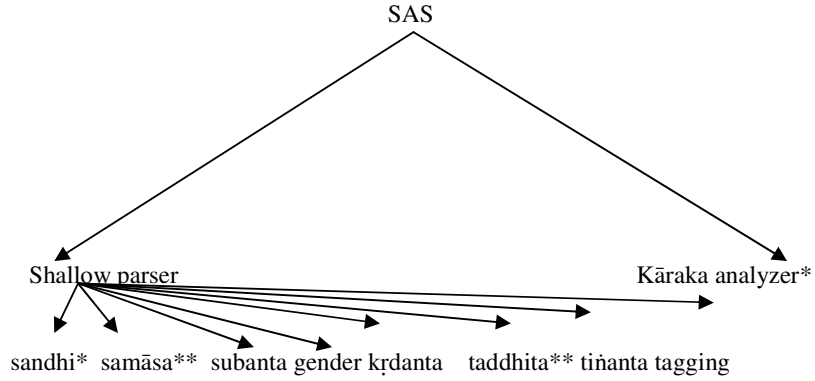 SAS
Shallow parser Kāraka analyzer*
sandhi* samāsa** subanta gender kṛdanta taddhita** tiṅanta tagging